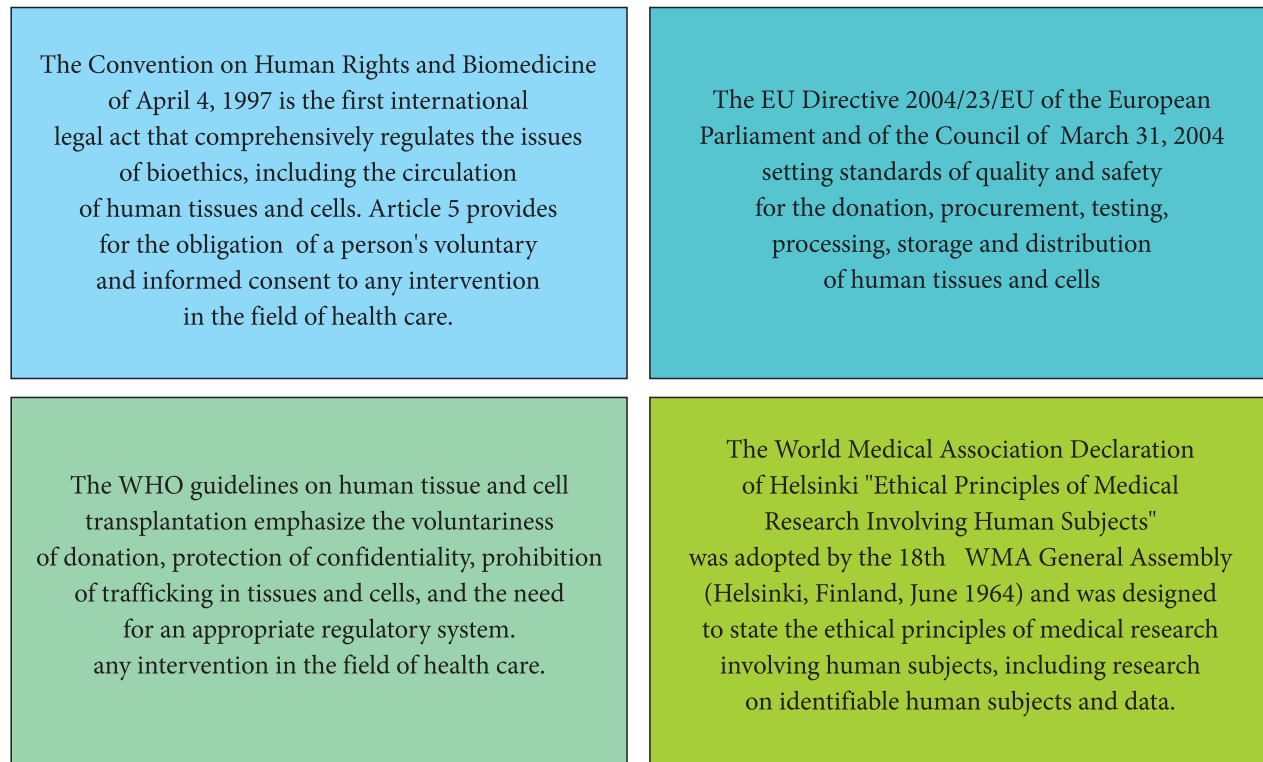 The Convention on Human Rights and Biomedicine
of April 4, 1997 is the first international
legal act that comprehensively regulates the issues
of bioethics, including the circulation
of human tissues and cells. Article 5 provides
for the obligation of a person's voluntary
and informed consent to any intervention
in the field of health care.
The EU Directive 2004/23/EU of the European
Parliament and of the Council of March 31, 2004
setting standards of quality and safety
for the donation, procurement, testing,
processing, storage and distribution
of human tissues and cells
The WHO guidelines on human tissue and cell
transplantation emphasize the voluntariness
of donation, protection of confidentiality, prohibition
of trafficking in tissues and cells, and the need
for an appropriate regulatory system.
any intervention in the field of health care.
The World Medical Association Declaration
of Helsinki "Ethical Principles of Medical
Research Involving Human Subjects"
was adopted by the 18th WMA General Assembly
(Helsinki, Finland, June 1964) and was designed
to state the ethical principles of medical research
involving human subjects, including research
on identifiable human subjects and data.